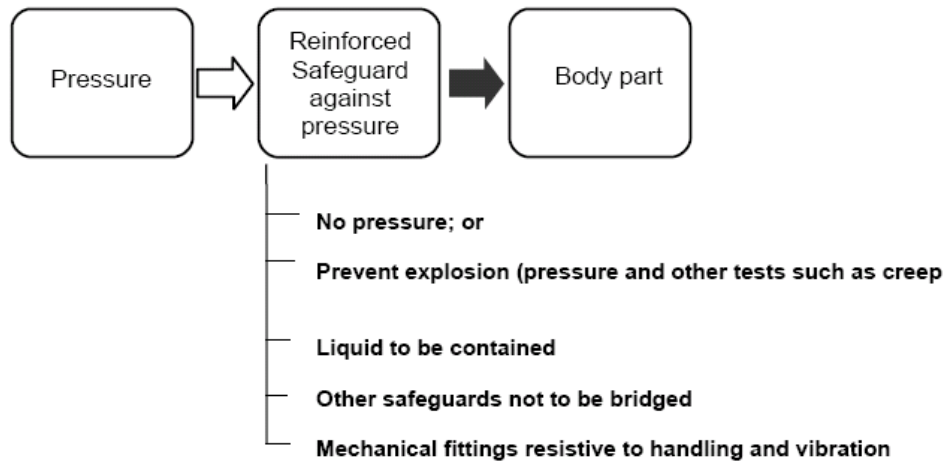 Pressure
Reinforced
Safeguard
against
pressure
Body part
No pressure; or
Prevent explosion (pressure and other tests such as creep
Liquid to be contained
Other safeguards not to be bridged
Mechanical fittings resistive to handling and vibration